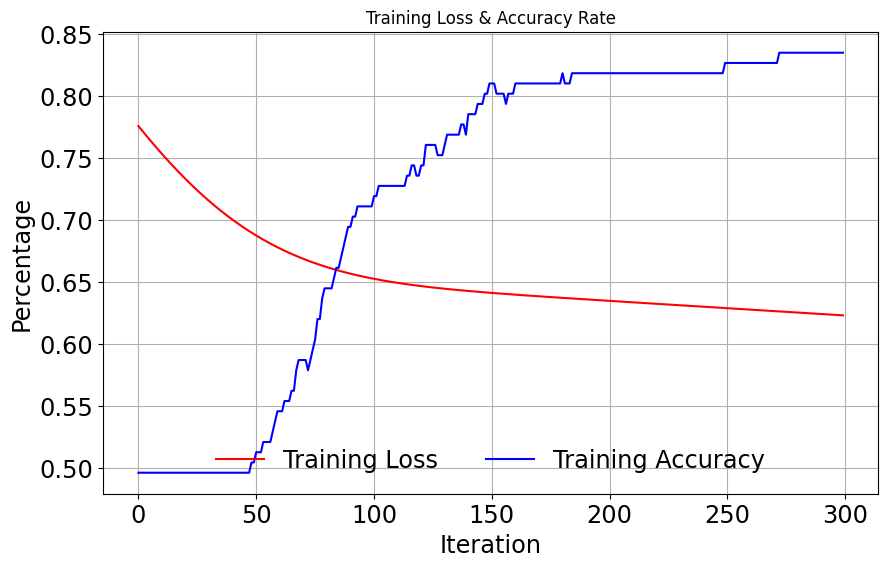 Training Loss & Accuracy Rate
0.85
0.80
0.75
0.70
0.65
0.60
0.55
0.50
Percentage
Training Loss
Training Accuracy
0 50 100 150 200 250 300
Iteration